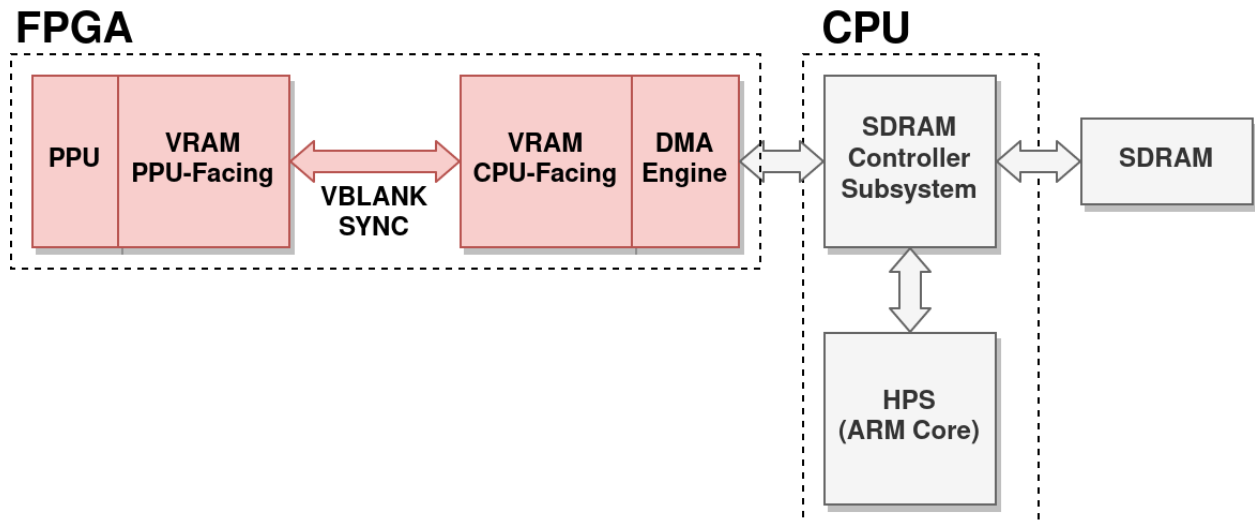 FPGA
CPU
PPU
VRAM
PPU-Facing
VBLANK
SYNC
VRAM
CPU-Facing
DMA
Engine
SDRAM
Controller
Subsystem
SDRAM
HPS
(ARM Core)